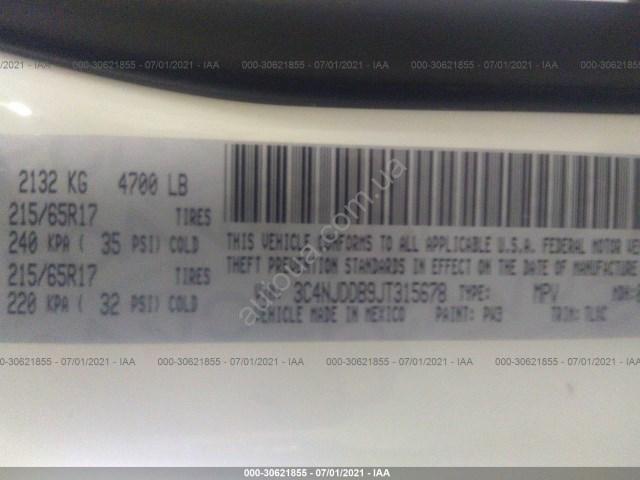 7/01/2021 - IAA 000-30621855 - 07/01/2021 - IAA 000-30621855 - 07/01/2021 - IAA 000-30621855
2132 KG 4700 LB
215/65R17 TIRES
240 KPA ( 35 PSI) COLD
215/65R17 TIRES
220 KPA ( 32 PSI) COLD
THIS VEHICLE CONFORMS TO ALL APPLICABLE U.S.A. FEDERAL MOTOR VE
THEFT PREVENTION STANDARDS IN EFFECT ON THE DATE OF MANUFACTURE
3C4NJDDB9JT315678 TYPE: MPV MDH:
VEHICLE MADE IN MEXICO PAINT: PW3 TRIM:
autoua.com.ua
7/01/2021 - IAA 000-30621855 - 07/01/2021 - IAA 000-30621855 - 07/01/2021 - IAA 000-30621855
000-30621855 - 07/01/2021 - IAA